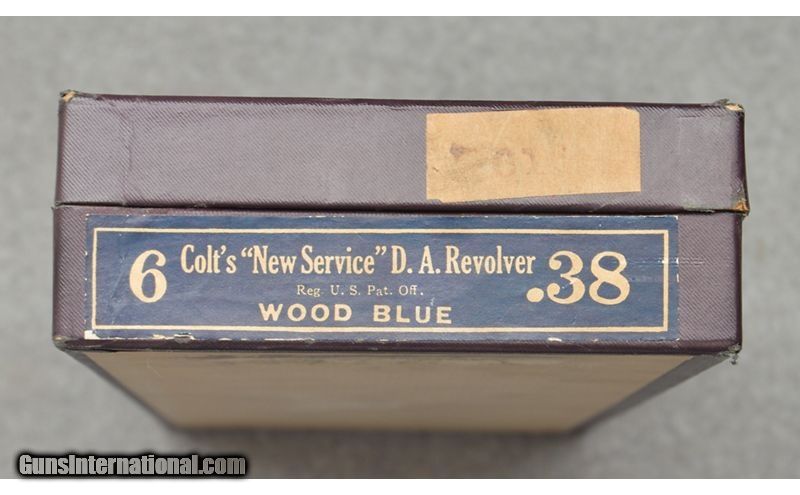 6 Colt's "New Service" D. A. Revolver .38
Reg. U. S. Pat. Off.
WOOD BLUE
GunsInternational.com